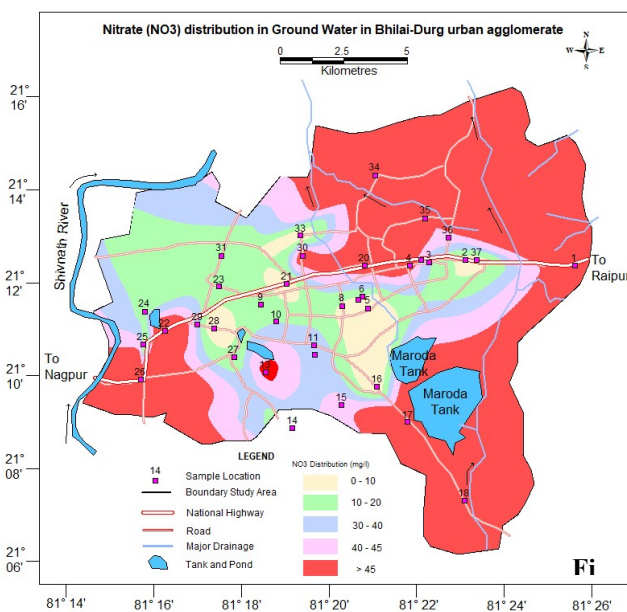 Nitrate (NO3) distribution in Ground Water in Bhilai-Durg urban agglomerate
0 2.5 5
Kilometres
N
W E
S
21° 16'
21° 14'
21° 12'
21° 10'
21° 08'
21° 06'
Shivnath River
34
35
33
36
31
30
20
4
3
2
37
1
To Raipur
23
21
24
9
8
6
5
10
29
28
22
25
11
27
Maroda Tank
To Nagpur
26
13
16
Maroda Tank
15
17
14
18
LEGEND
14 Sample Location
Boundary Study Area
National Highway
Road
Major Drainage
Tank and Pond
NO3 Distribution (mg/l)
0 - 10
10 - 20
30 - 40
40 - 45
> 45
Fi
81° 14' 81° 16' 81° 18' 81° 20' 81° 22' 81° 24' 81° 26'